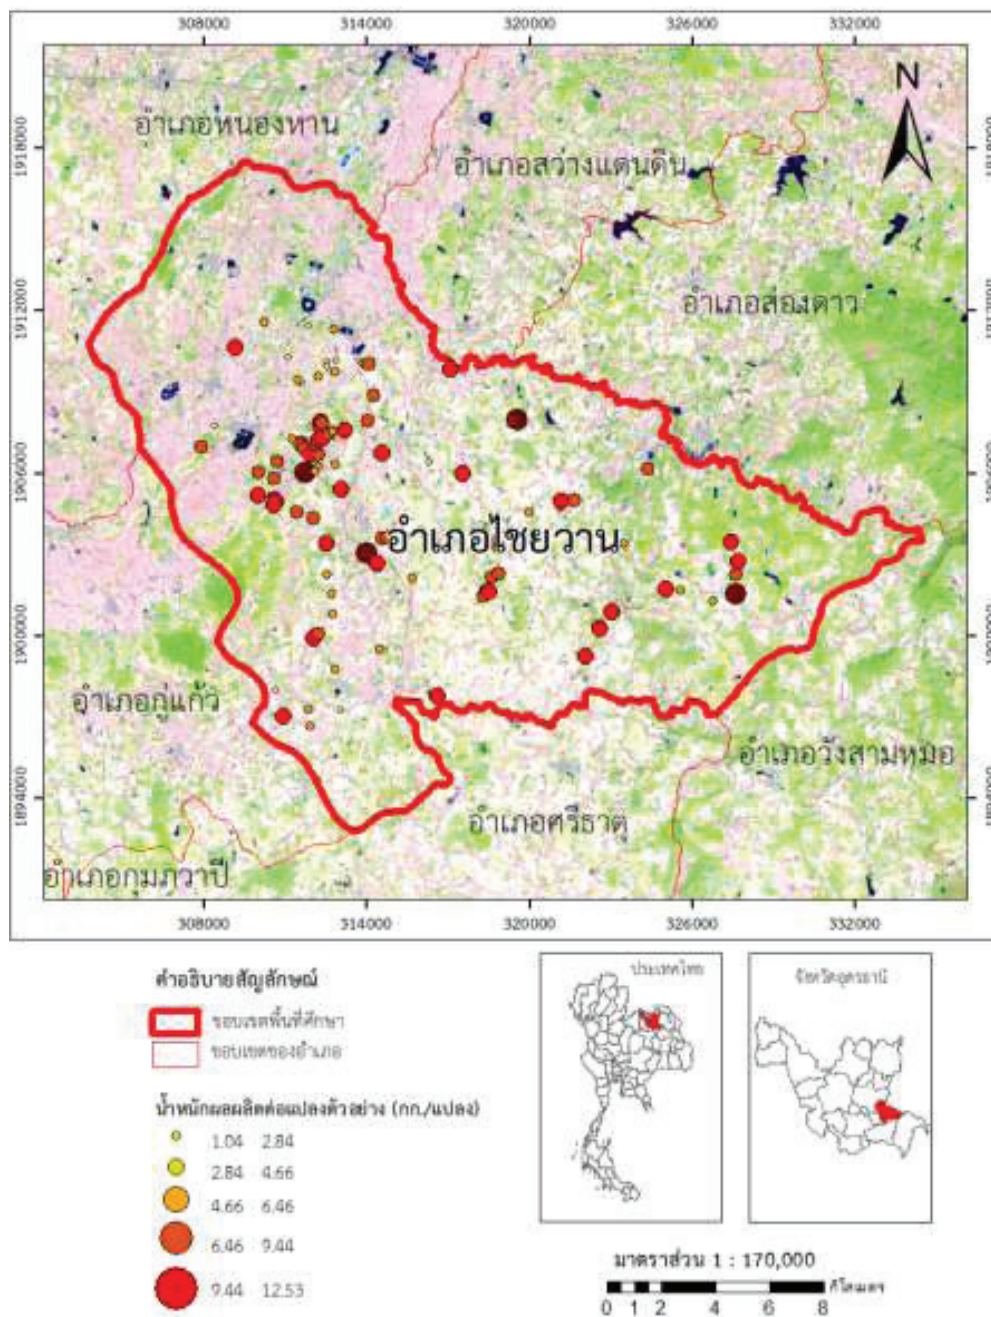 308000 314000 320000 326000 332000
N
อำเภอหนองหาน
1918000 1918000
อำเภอสว่างแดนดิน
1912000 1912000
อำเภอส่องดาว
1906000 1906000
อำเภอไชยวาน
1900000 1900000
อำเภอกู่แก้ว
อำเภอวังสามหมอ
1894000 1894000
อำเภอศรีธาตุ
อำเภอกุมภวาปี
308000 314000 320000 326000 332000
คำอธิบายสัญลักษณ์
ขอบเขตพื้นที่ศึกษา
ขอบเขตของอำเภอ
น้ำหนักผลผลิตต่อแปลงตัวอย่าง (กก./แปลง)
1.04 2.84
2.84 4.66
4.66 6.46
6.46 9.44
9.44 12.53
ประเทศไทย
จังหวัดอุดรธานี
มาตราส่วน 1 : 170,000
กิโลเมตร
0 1 2 4 6 8